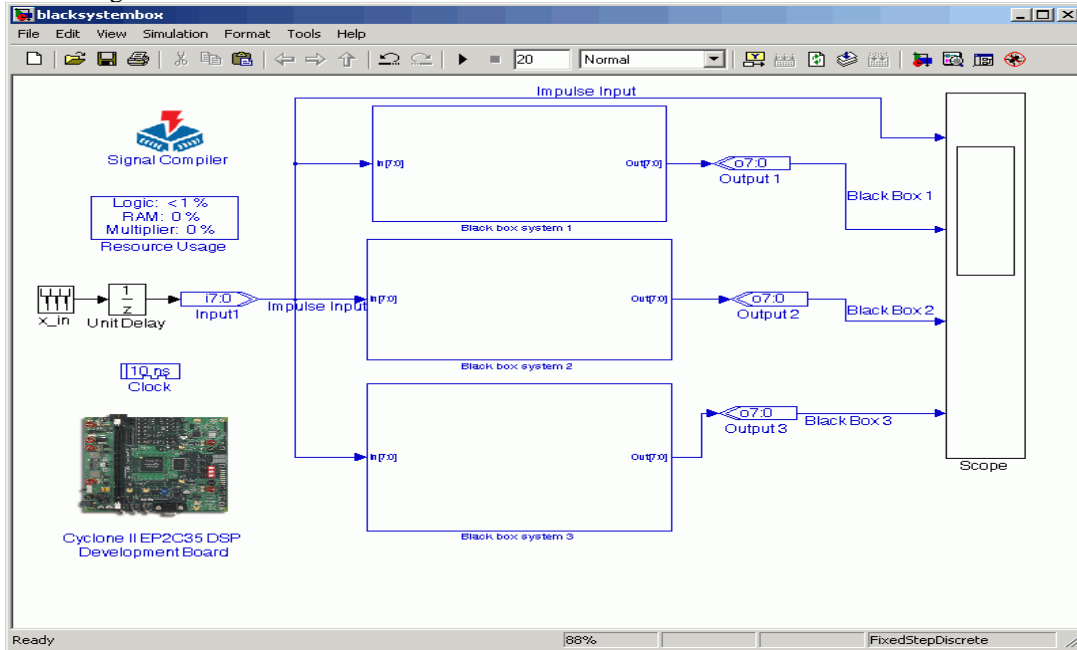 blacksystembox
File Edit View Simulation Format Tools Help
20 Normal
Impulse Input
Signal Compiler
In[7:0] Out[7:0]
o7:0
Output 1
Black Box 1
Black box system 1
Logic: <1 %
RAM: 0 %
Multiplier: 0 %
Resource Usage
x_in
1
z
Unit Delay
i7:0
Input1
Impulse Input
In[7:0] Out[7:0]
o7:0
Output 2
Black Box 2
Black box system 2
10 ns
Clock
In[7:0] Out[7:0]
o7:0
Output 3
Black Box 3
Black box system 3
Scope
Cyclone II EP2C35 DSP
Development Board
Ready 88% FixedStepDiscrete